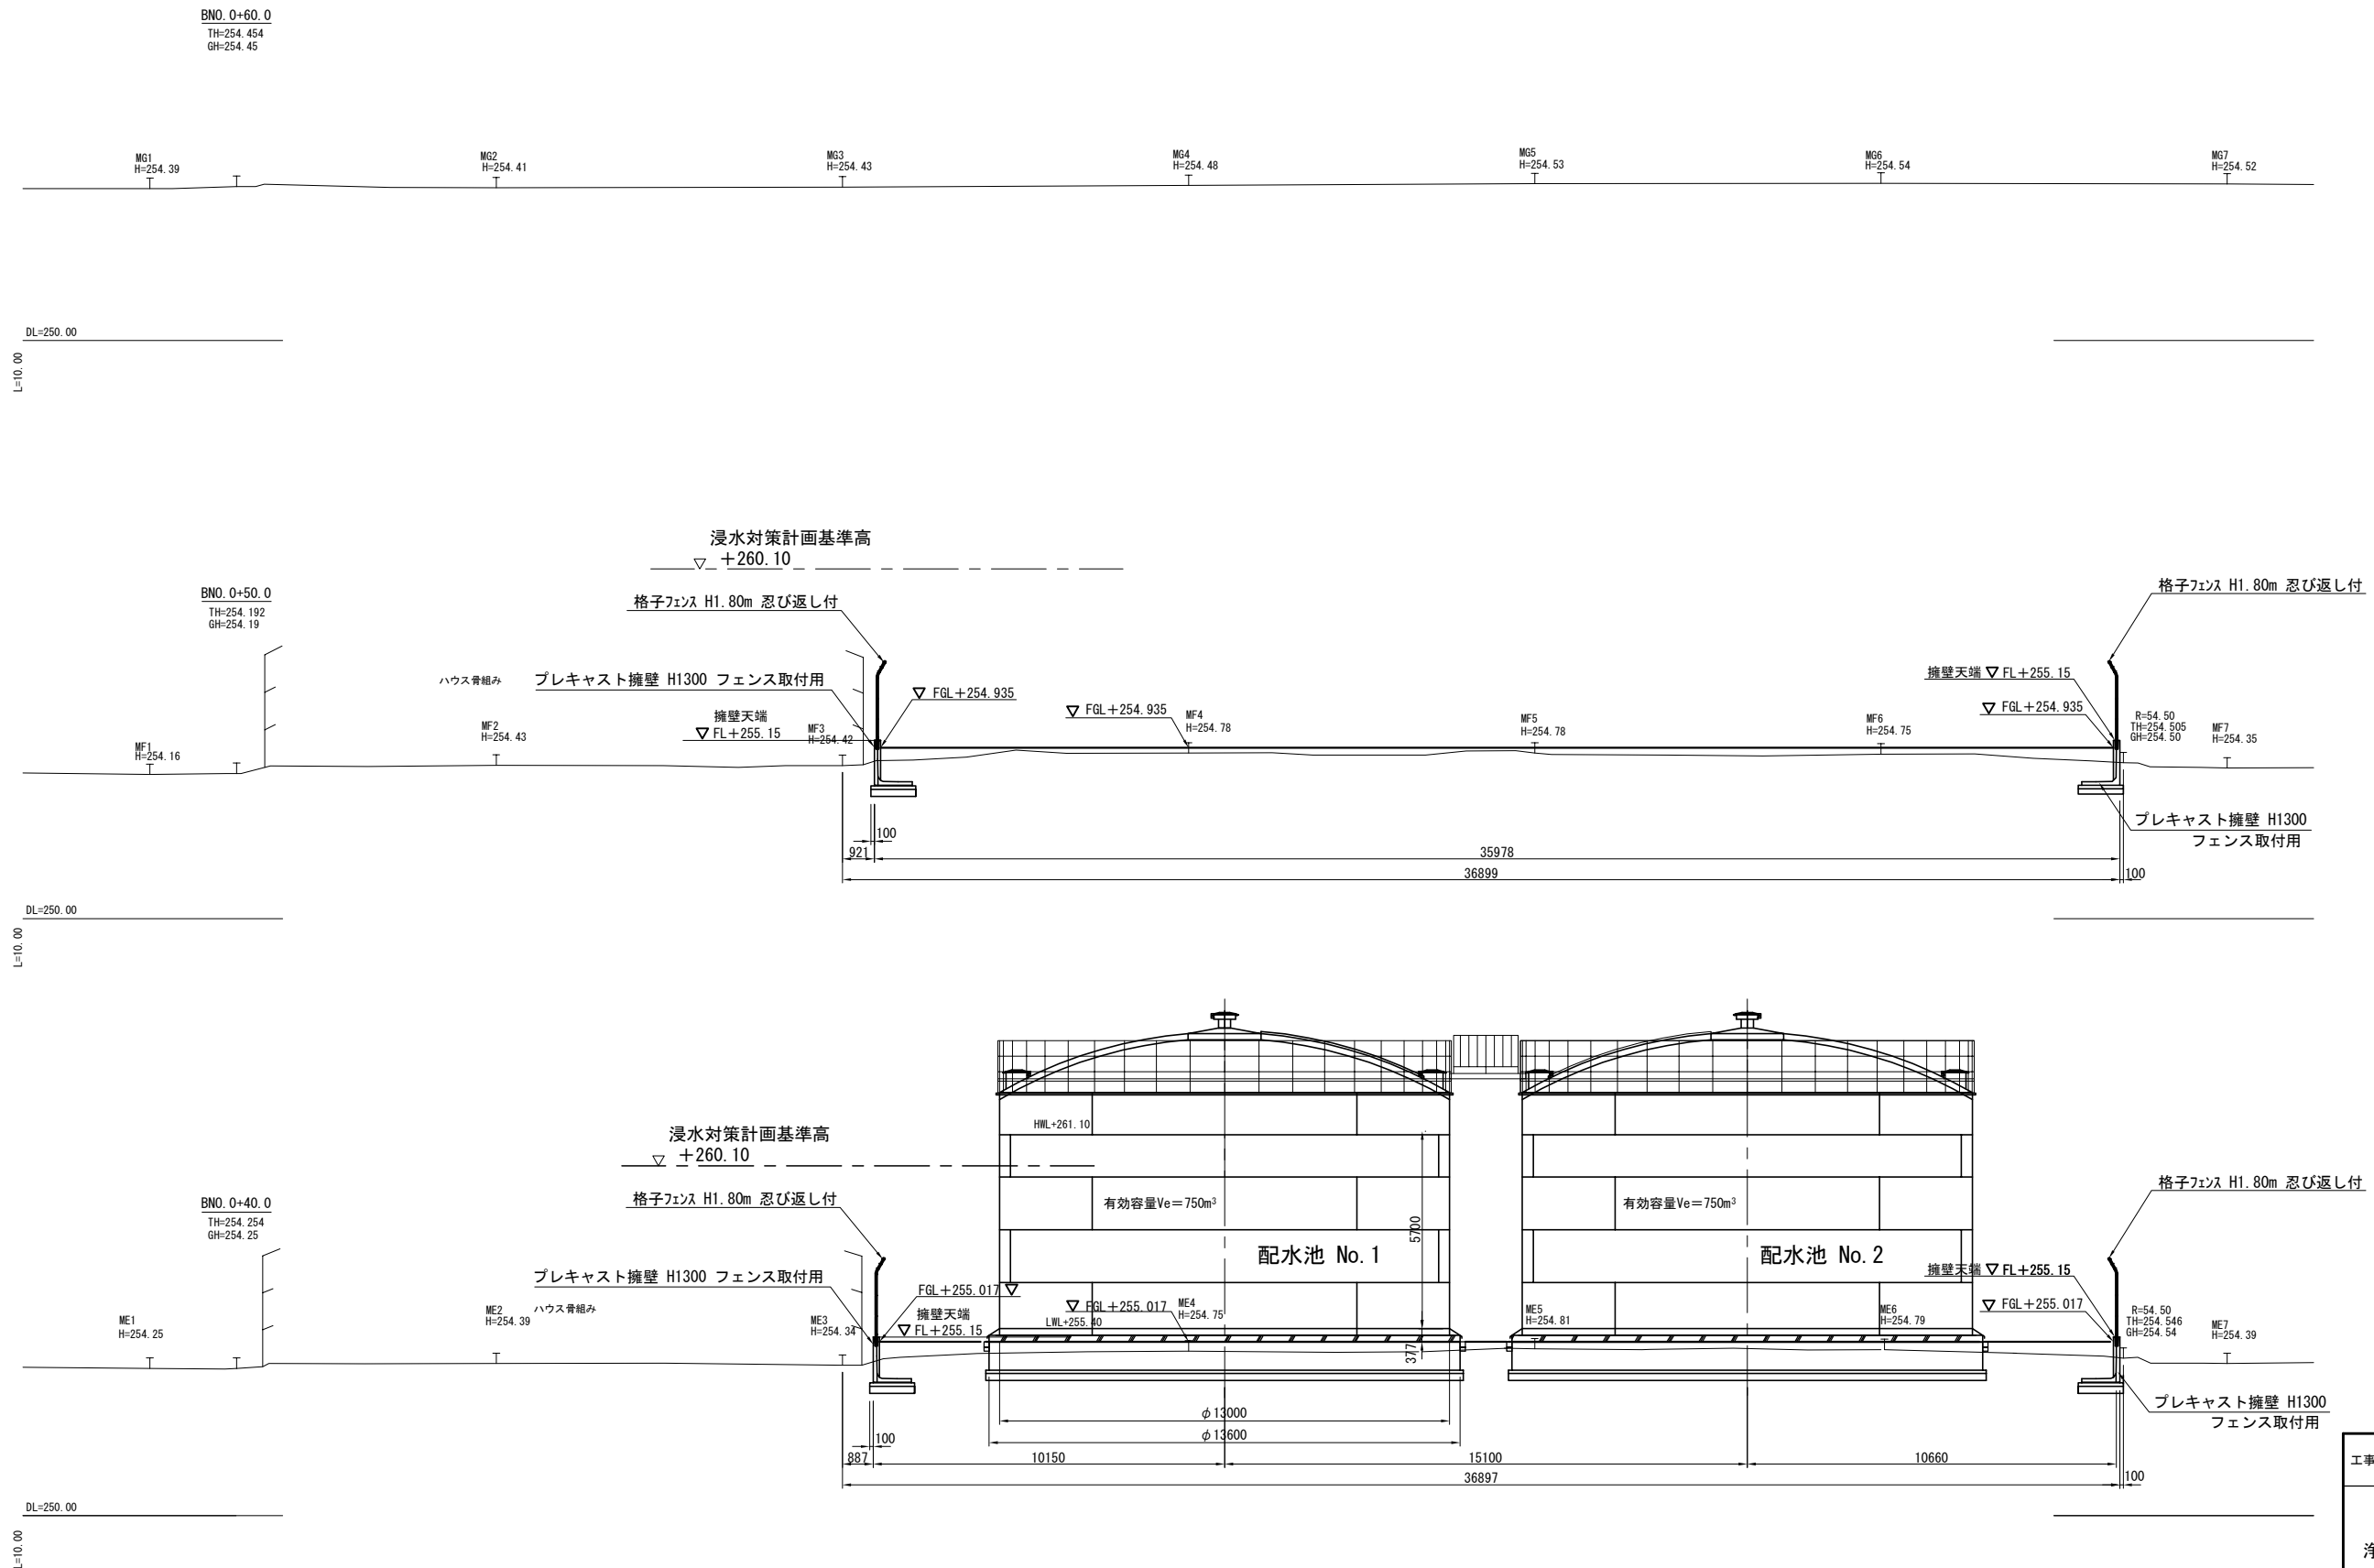 BNO. 0+60.0
TH=254.454
GH=254.45
MG1
H=254.39
MG2
H=254.41
MG3
H=254.43
MG4
H=254.48
MG5
H=254.53
MG6
H=254.54
MG7
H=254.52
DL=250.00
L=10.00
浸水対策計画基準高
▽ +260.10
BNO. 0+50.0
TH=254.192
GH=254.19
格子フェンス H1.80m 忍び返し付
格子フェンス H1.80m 忍び返し付
ハウス骨組み
プレキャスト擁壁 H1300 フェンス取付用
▽ FGL+254.935
擁壁天端 ▽ FL+255.15
擁壁天端
▽ FL+255.15
▽ FGL+254.935
▽ FGL+254.935
MF1
H=254.16
MF2
H=254.43
MF3
H=254.42
MF4
H=254.78
MF5
H=254.78
MF6
H=254.75
R=54.50
TH=254.505
GH=254.50
MF7
H=254.35
プレキャスト擁壁 H1300
フェンス取付用
100
921
35978
36899
100
DL=250.00
L=10.00
HWL+261.10
浸水対策計画基準高
▽ +260.10
BNO. 0+40.0
TH=254.254
GH=254.25
格子フェンス H1.80m 忍び返し付
有効容量Ve=750m³
有効容量Ve=750m³
格子フェンス H1.80m 忍び返し付
5700
配水池 No.1
配水池 No.2
プレキャスト擁壁 H1300 フェンス取付用
擁壁天端 ▽ FL+255.15
FGL+255.017 ▽
▽ FGL+255.017
▽ FGL+255.017
擁壁天端
▽ FL+255.15
LWL+255.40
ME1
H=254.25
ME2
H=254.39
ハウス骨組み
ME3
H=254.34
ME4
H=254.75
ME5
H=254.81
ME6
H=254.79
R=54.50
TH=254.546
GH=254.54
ME7
H=254.39
377
プレキャスト擁壁 H1300
フェンス取付用
φ13000
φ13600
100
887
10150
15100
10660
36897
100
DL=250.00
L=10.00
工事